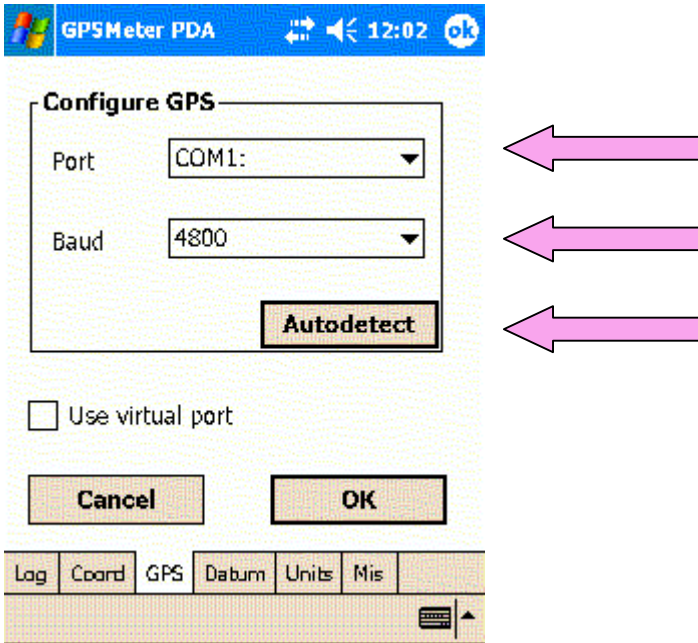 GPSMeter PDA 12:02 ok
Configure GPS
Port COM1:
Baud 4800
Autodetect
Use virtual port
Cancel OK
Log Coord GPS Datum Units Mis